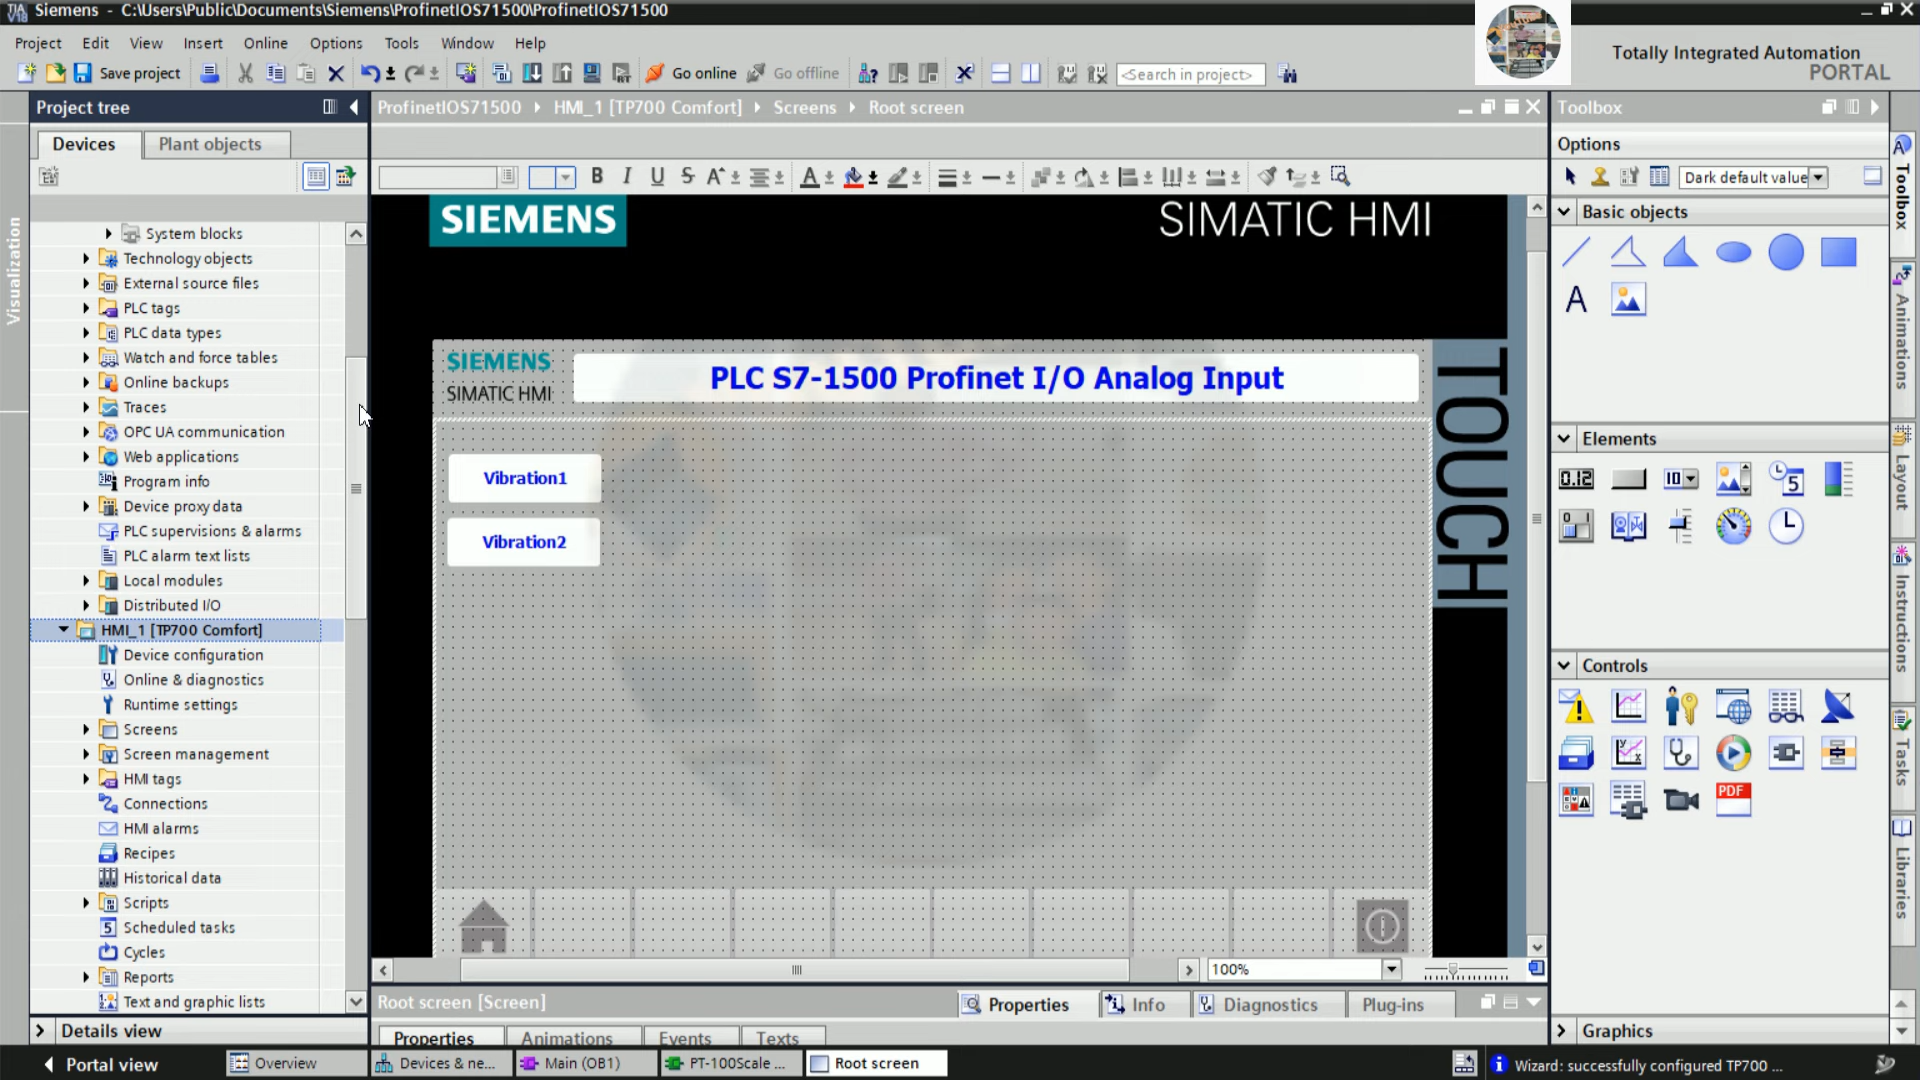 Siemens - C:\Users\Public\Documents\Siemens\ProfinetIOS71500\ProfinetIOS71500
Project Edit View Insert Online Options Tools Window Help
Totally Integrated Automation
PORTAL
Save project
Go online
Go offline
<Search in project>
Project tree
ProfinetIOS71500 HMI_1 [TP700 Comfort] Screens Root screen
Toolbox
Devices
Plant objects
Options
B I U S A A
Dark default value
Visualization
System blocks
Technology objects
External source files
PLC tags
PLC data types
Watch and force tables
Online backups
Traces
OPC UA communication
Web applications
Program info
Device proxy data
PLC supervisions & alarms
PLC alarm text lists
Local modules
Distributed I/O
HMI_1 [TP700 Comfort]
Device configuration
Online & diagnostics
Runtime settings
Screens
Screen management
HMI tags
Connections
HMI alarms
Recipes
Historical data
Scripts
Scheduled tasks
Cycles
Reports
Text and graphic lists
Details view
SIEMENS
SIMATIC HMI
SIEMENS
SIMATIC HMI
PLC S7-1500 Profinet I/O Analog Input
TOUCH
Vibration1
Vibration2
100%
Root screen [Screen]
Properties
Info
Diagnostics
Plug-ins
Properties
Animations
Events
Texts
Basic objects
A
Elements
0.12
10
5
Controls
PDF
Graphics
Toolbox
Animations
Layout
Instructions
Tasks
Libraries
Portal view
Overview
Devices & ne...
Main (OB1)
PT-100Scale ...
Root screen
Wizard: successfully configured TP700 ...